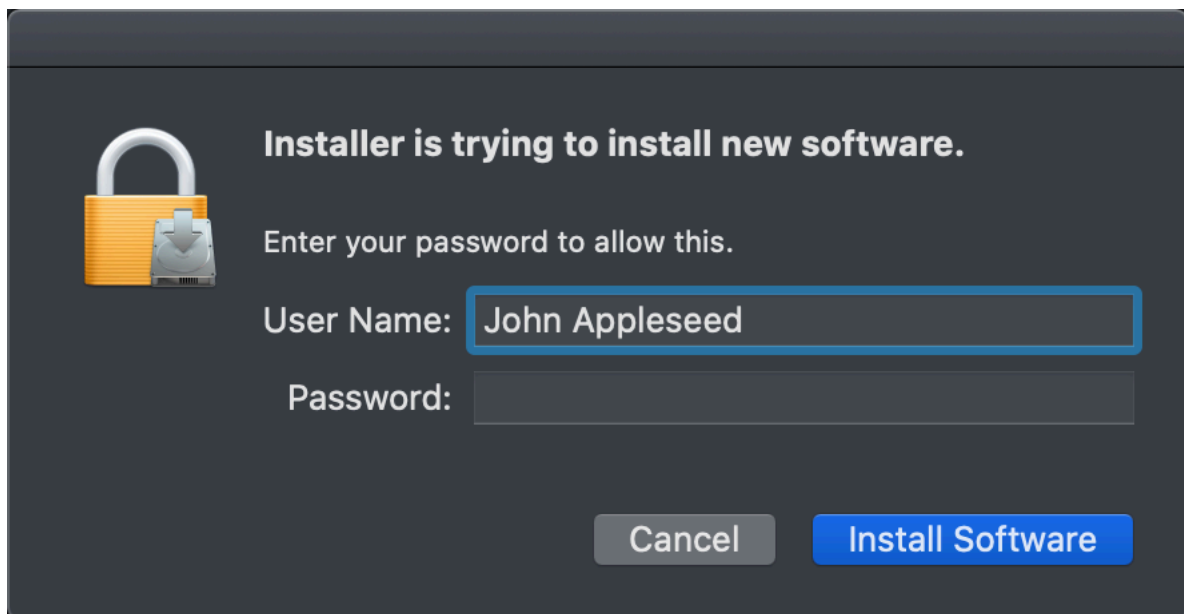 Installer is trying to install new software.
Enter your password to allow this.
User Name: John Appleseed
Password:
Cancel Install Software